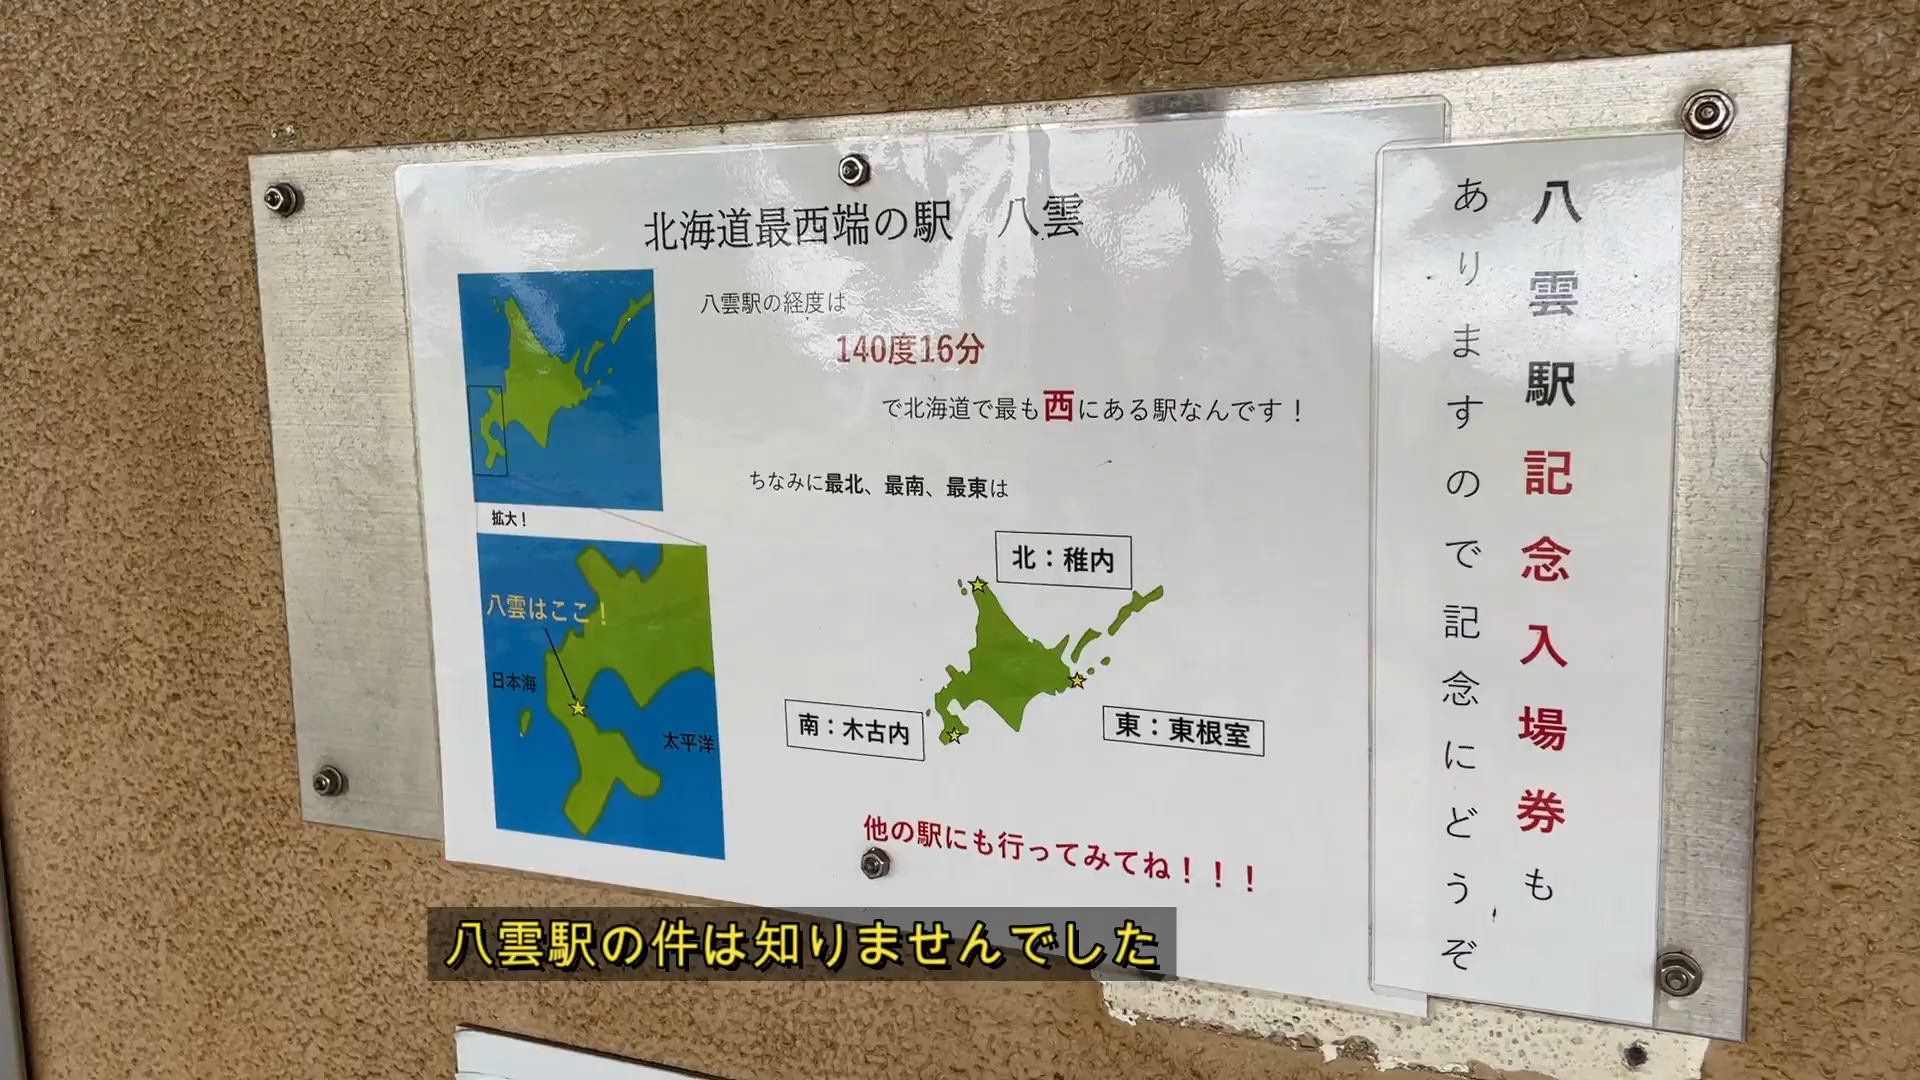 北海道最西端の駅　八雲
八雲駅の経度は
140度16分
で北海道で最も西にある駅なんです！
ちなみに最北、最南、最東は
拡大！
八雲はここ！
日本海
太平洋
北：稚内
南：木古内
東：東根室
他の駅にも行ってみてね！！！
八雲駅記念入場券も
ありますので記念にどうぞ
八雲駅の件は知りませんでした